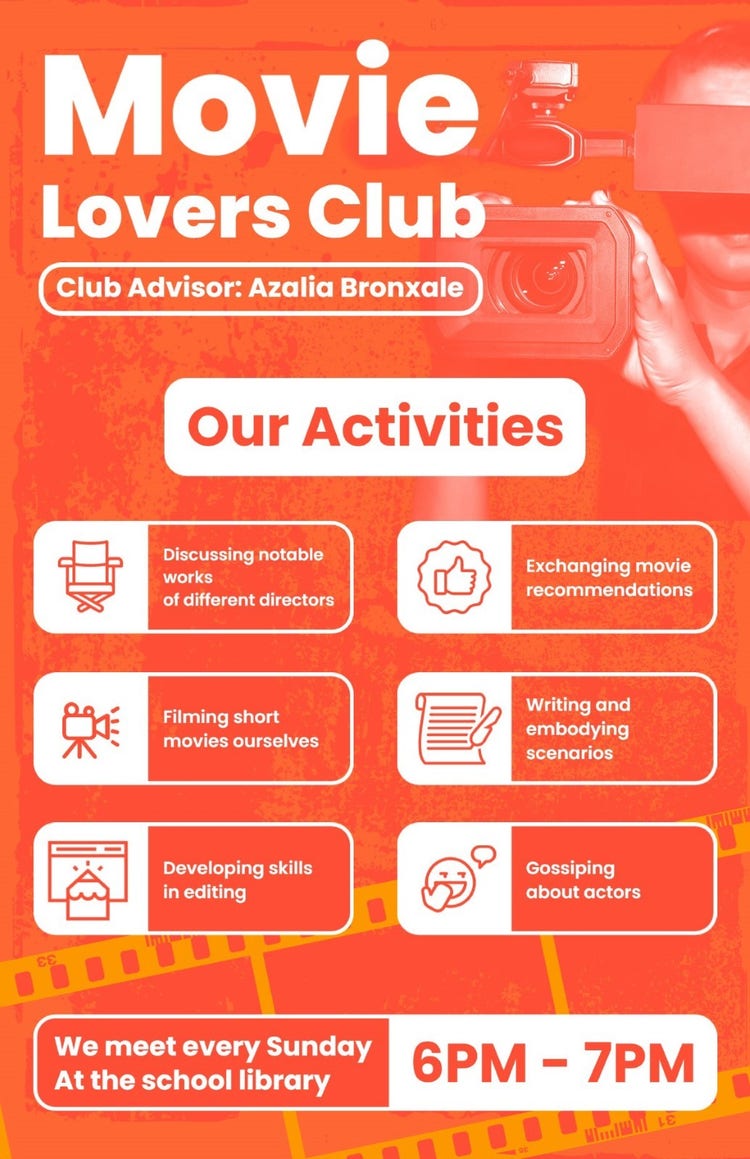 Movie
Lovers Club
Club Advisor: Azalia Bronxale
Our Activities
Discussing notable
works
of different directors
Exchanging movie
recommendations
Filming short
movies ourselves
Writing and
embodying
scenarios
Developing skills
in editing
Gossiping
about actors
33
We meet every Sunday
At the school library
6PM - 7PM
13